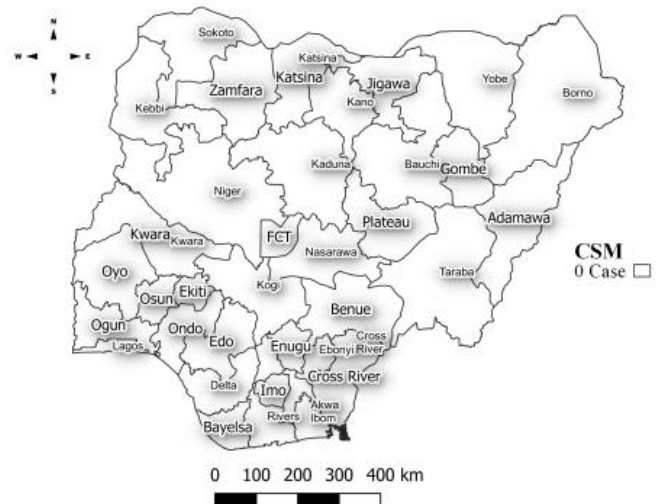 N
W E
S
Sokoto
Katsina
Katsina
Jigawa
Zamfara
Kano
Yobe
Borno
Kebbi
Kaduna
Bauchi
Gombe
Niger
Plateau
Adamawa
Kwara
Kwara
FCT
Nasarawa
Taraba
CSM
0 Case
Oyo
Osun
Ekiti
Kogi
Benue
Ogun
Lagos
Ondo
Edo
Enugu
Ebonyi
Cross
River
Cross River
Delta
Imo
Rivers
Akwa
Ibom
Bayelsa
0 100 200 300 400 km